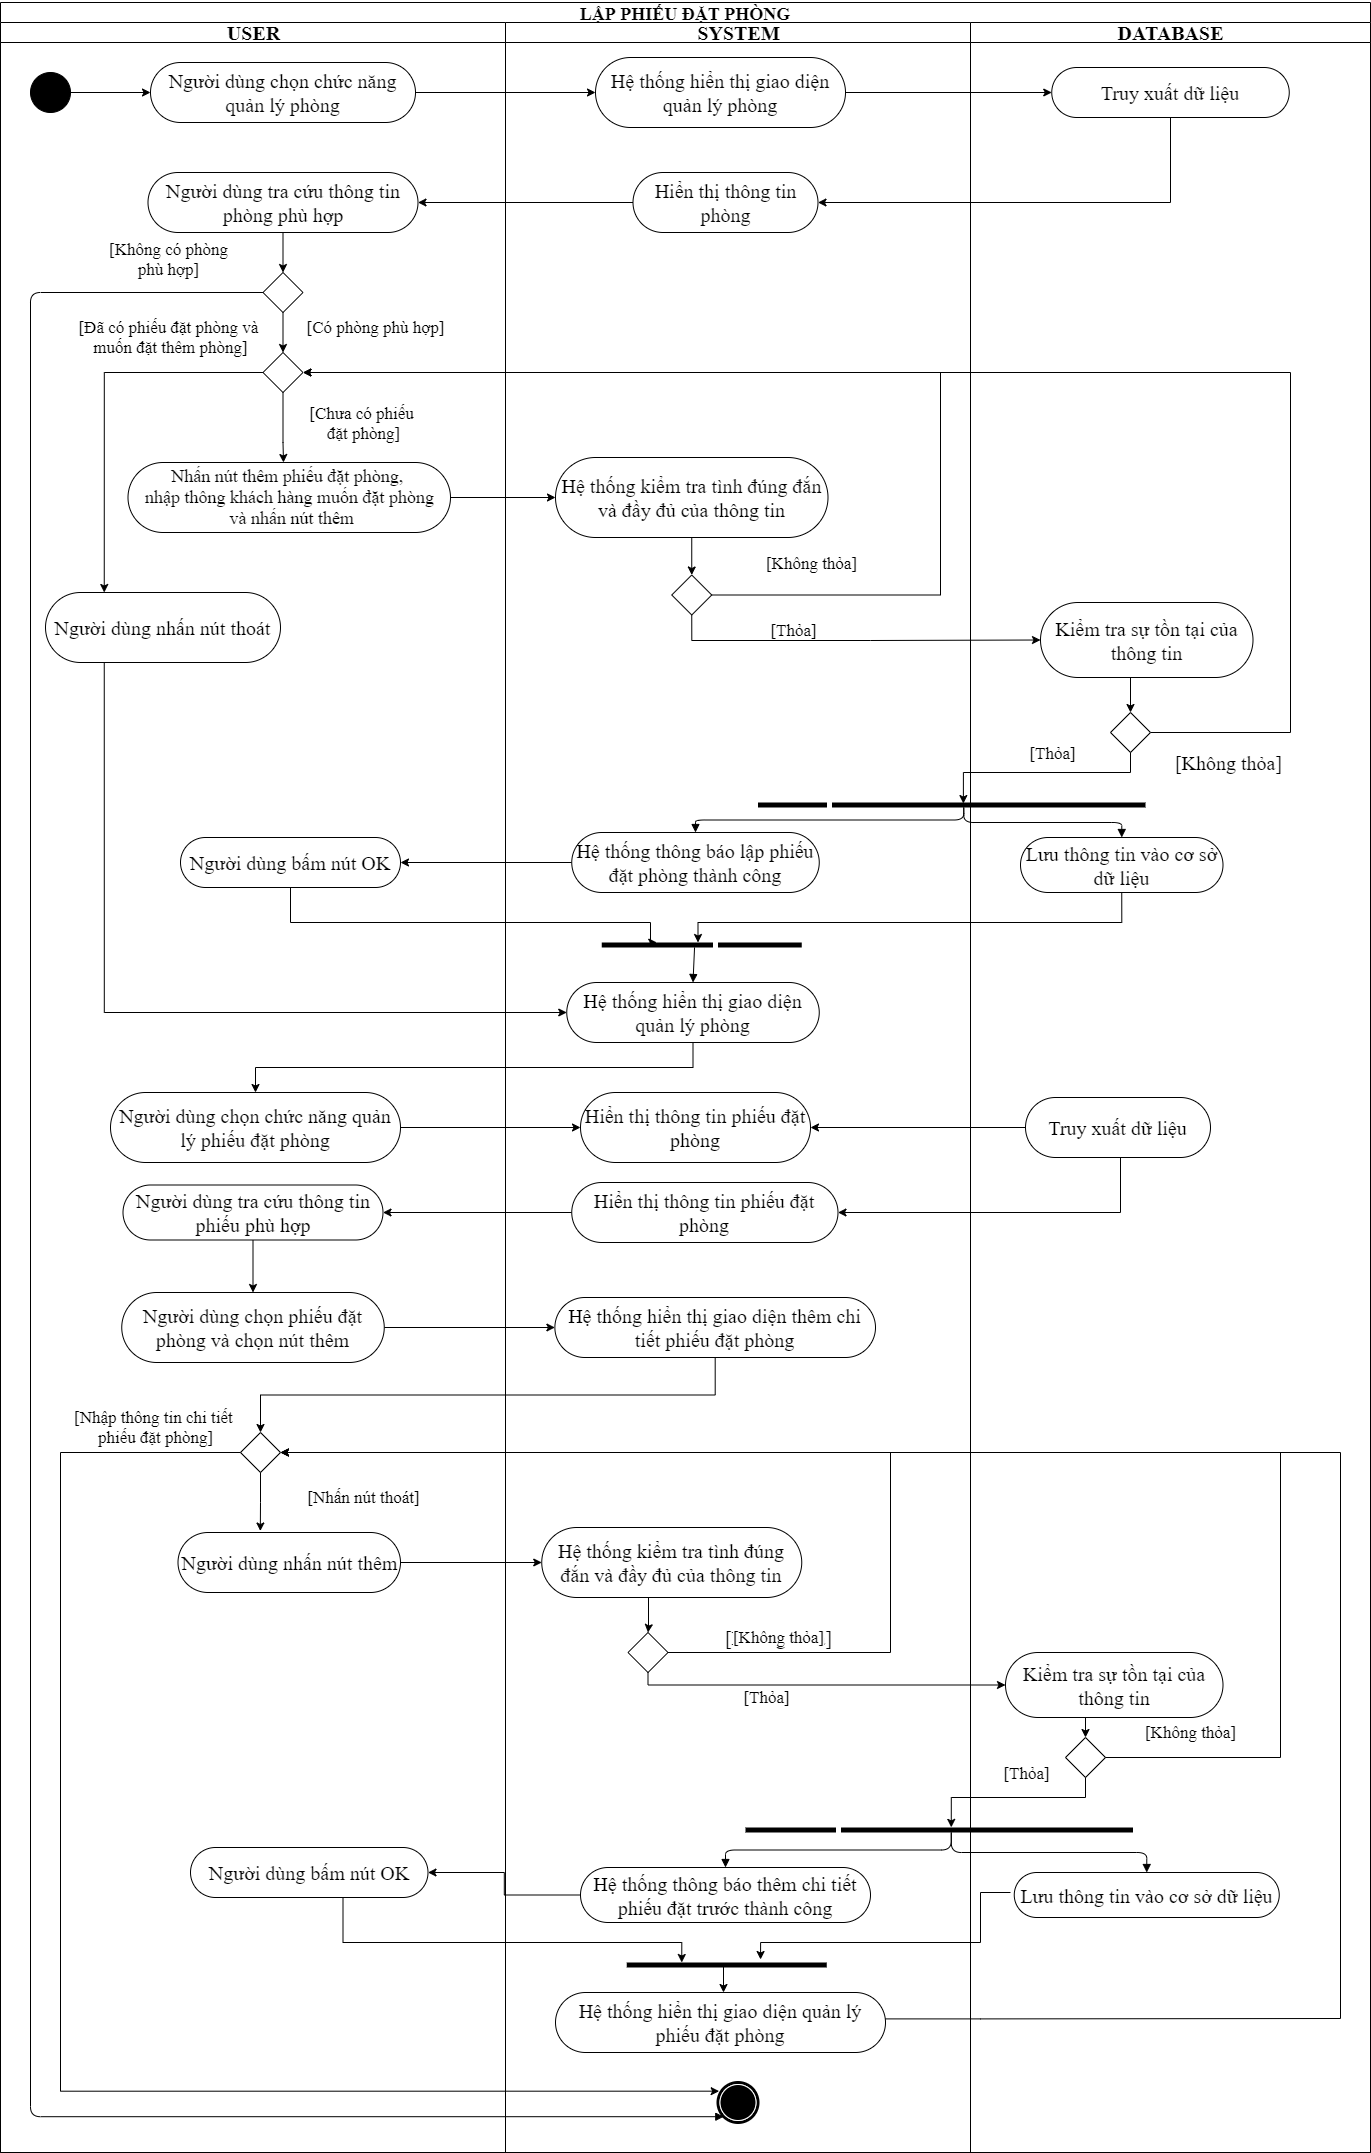 LẬP PHIẾU ĐẶT PHÒNG
USER
SYSTEM
DATABASE
Người dùng chọn chức năng
quản lý phòng
Hệ thống hiển thị giao diện
quản lý phòng
Truy xuất dữ liệu
Người dùng tra cứu thông tin
phòng phù hợp
Hiển thị thông tin
phòng
[Không có phòng
phù hợp]
[Đã có phiếu đặt phòng và
muốn đặt thêm phòng]
[Có phòng phù hợp]
[Chưa có phiếu
đặt phòng]
Nhấn nút thêm phiếu đặt phòng,
nhập thông khách hàng muốn đặt phòng
và nhấn nút thêm
Hệ thống kiểm tra tình đúng đắn
và đầy đủ của thông tin
[Không thỏa]
[Thỏa]
Người dùng nhấn nút thoát
Kiểm tra sự tồn tại của
thông tin
[Thỏa]
[Không thỏa]
Người dùng bấm nút OK
Hệ thống thông báo lập phiếu
đặt phòng thành công
Lưu thông tin vào cơ sở
dữ liệu
Hệ thống hiển thị giao diện
quản lý phòng
Người dùng chọn chức năng quản
lý phiếu đặt phòng
Hiển thị thông tin phiếu đặt
phòng
Truy xuất dữ liệu
Người dùng tra cứu thông tin
phiếu phù hợp
Hiển thị thông tin phiếu đặt
phòng
Người dùng chọn phiếu đặt
phòng và chọn nút thêm
Hệ thống hiển thị giao diện thêm chi
tiết phiếu đặt phòng
[Nhập thông tin chi tiết
phiếu đặt phòng]
[Nhấn nút thoát]
Người dùng nhấn nút thêm
Hệ thống kiểm tra tình đúng
đắn và đầy đủ của thông tin
[[Không thỏa]]
[Thỏa]
Kiểm tra sự tồn tại của
thông tin
[Không thỏa]
[Thỏa]
Người dùng bấm nút OK
Hệ thống thông báo thêm chi tiết
phiếu đặt trước thành công
Lưu thông tin vào cơ sở dữ liệu
Hệ thống hiển thị giao diện quản lý
phiếu đặt phòng